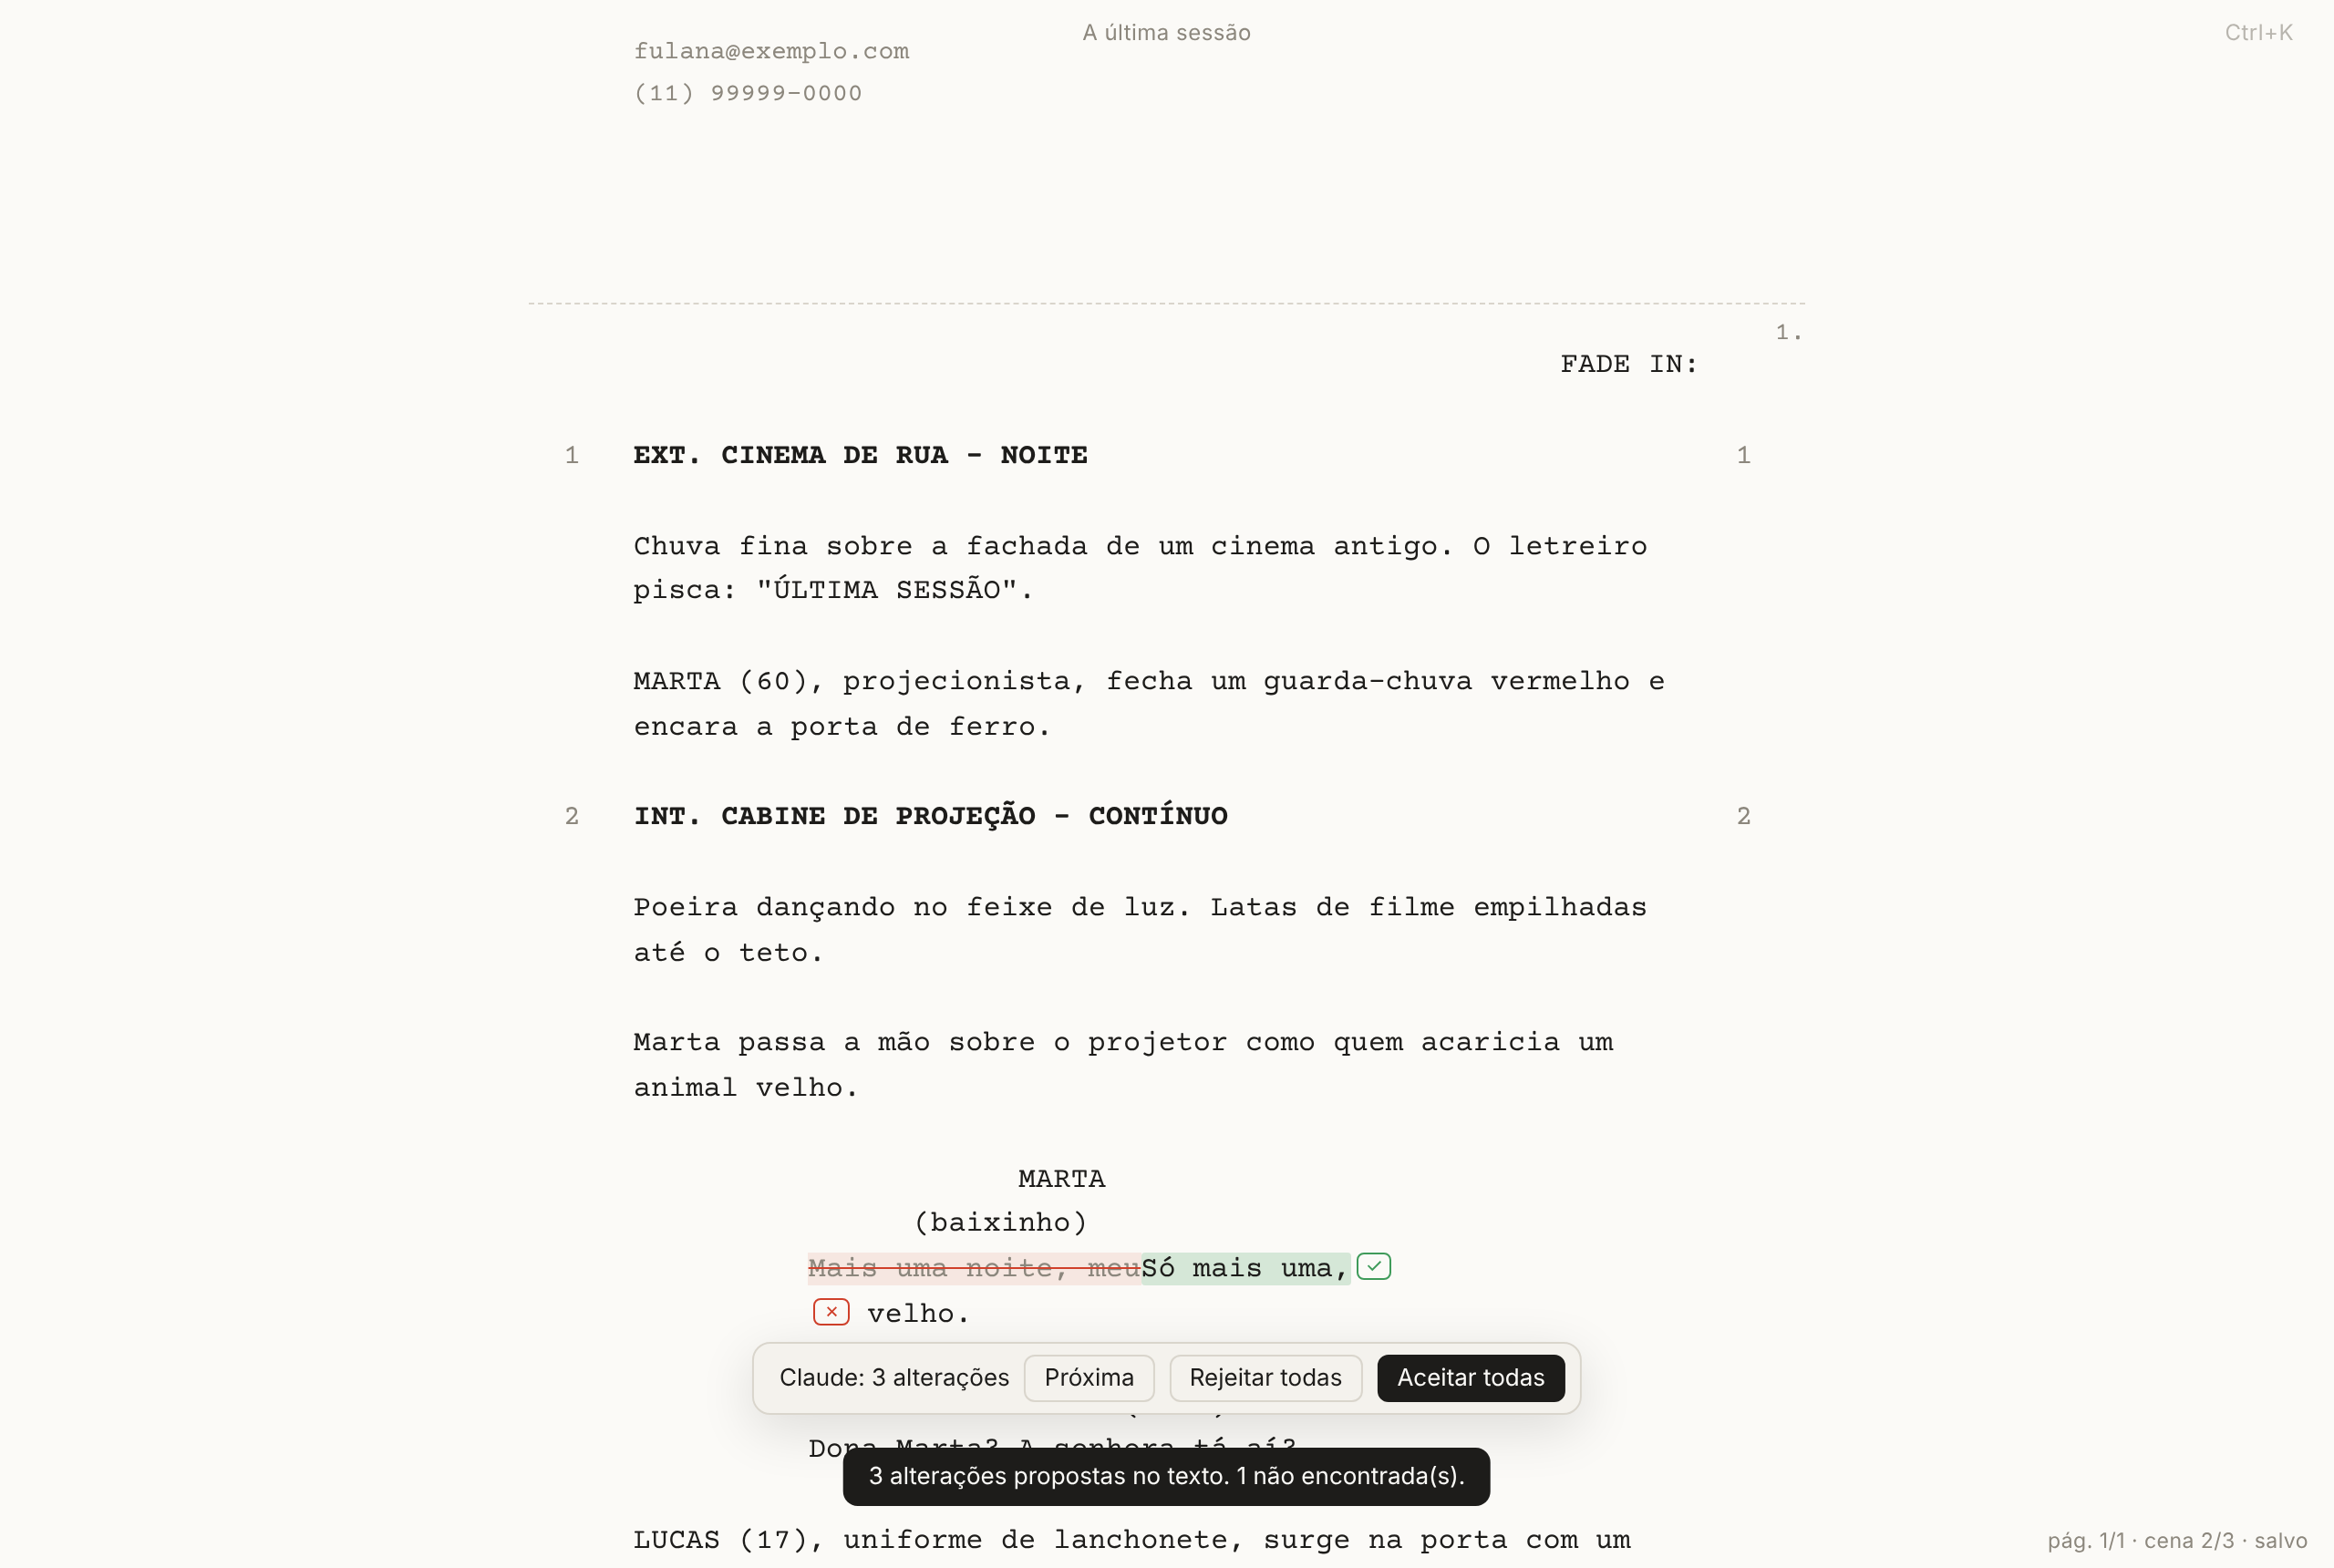 A última sessão
Ctrl+K
fulana@exemplo.com
(11) 99999-0000
1.
FADE IN:
1 EXT. CINEMA DE RUA - NOITE 1
Chuva fina sobre a fachada de um cinema antigo. O letreiro
pisca: "ÚLTIMA SESSÃO".
MARTA (60), projecionista, fecha um guarda-chuva vermelho e
encara a porta de ferro.
2 INT. CABINE DE PROJEÇÃO - CONTÍNUO 2
Poeira dançando no feixe de luz. Latas de filme empilhadas
até o teto.
Marta passa a mão sobre o projetor como quem acaricia um
animal velho.
MARTA
(baixinho)
Mais uma noite, meuSó mais uma,
velho.
Claude: 3 alterações Próxima Rejeitar todas Aceitar todas
Dona Marta? A senhora tá aí?
3 alterações propostas no texto. 1 não encontrada(s).
LUCAS (17), uniforme de lanchonete, surge na porta com um
pág. 1/1 · cena 2/3 · salvo